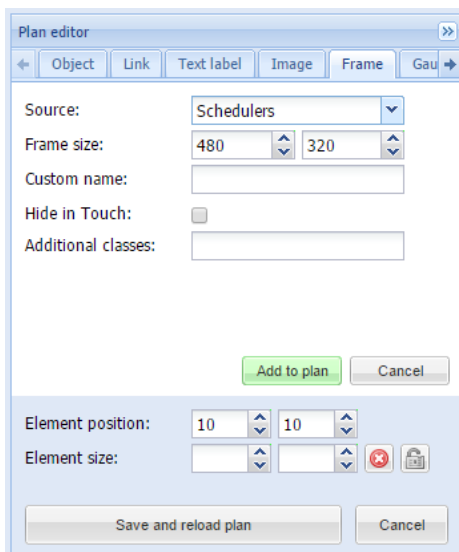 Plan editor
Object Link Text label Image Frame Gau
Source: Schedulers
Frame size: 480 320
Custom name:
Hide in Touch:
Additional classes:
Add to plan Cancel
Element position: 10 10
Element size:
Save and reload plan Cancel